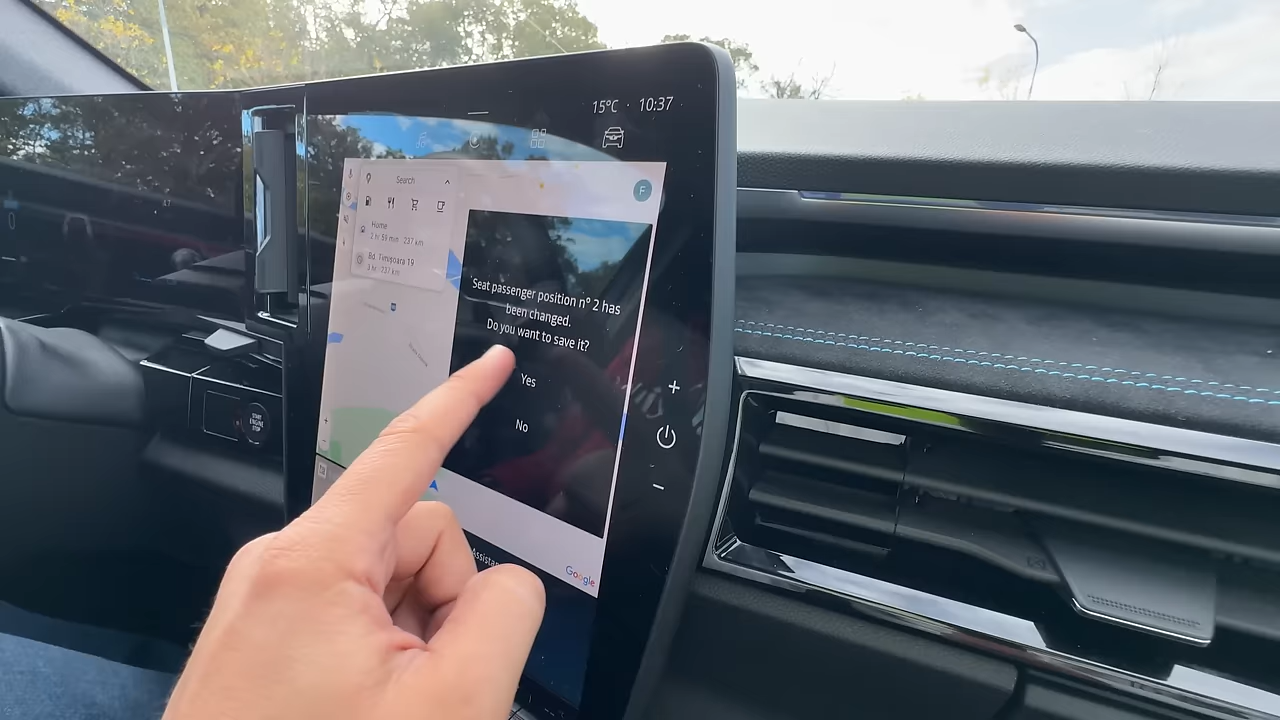 15°C · 10:37
Search
F
Home
2 hr 59 min · 237 km
Bd. Timișoara 19
3 hr · 237 km
Seat passenger position n° 2 has
been changed.
Do you want to save it?
Yes
No
+
−
START
ENGINE
STOP
Google